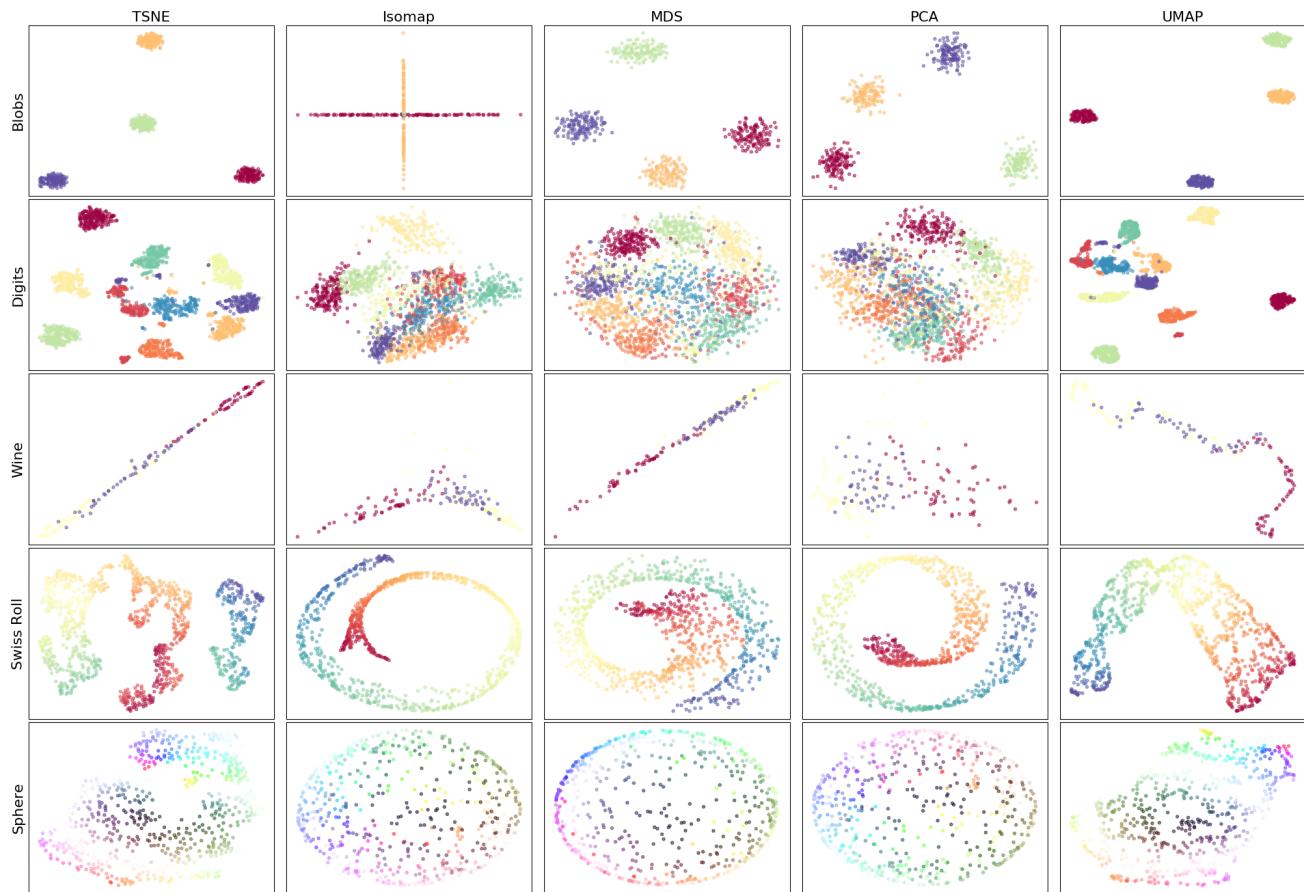 TSNE
Isomap
MDS
PCA
UMAP
Blobs
Digits
Wine
Swiss Roll
Sphere